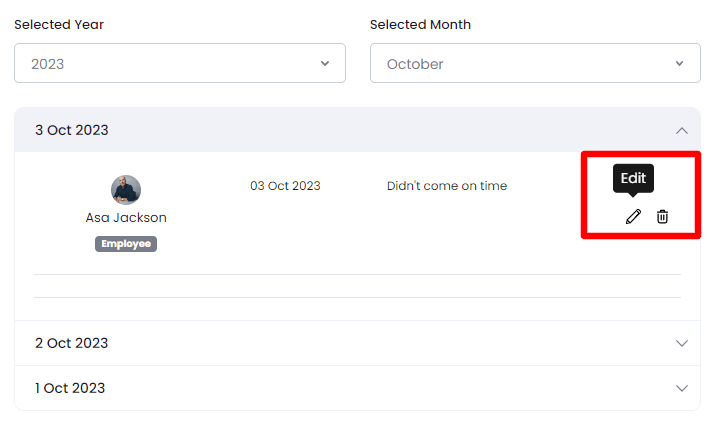 Selected Year
Selected Month
2023
October
3 Oct 2023
Edit
03 Oct 2023
Didn't come on time
Asa Jackson
Employee
2 Oct 2023
1 Oct 2023